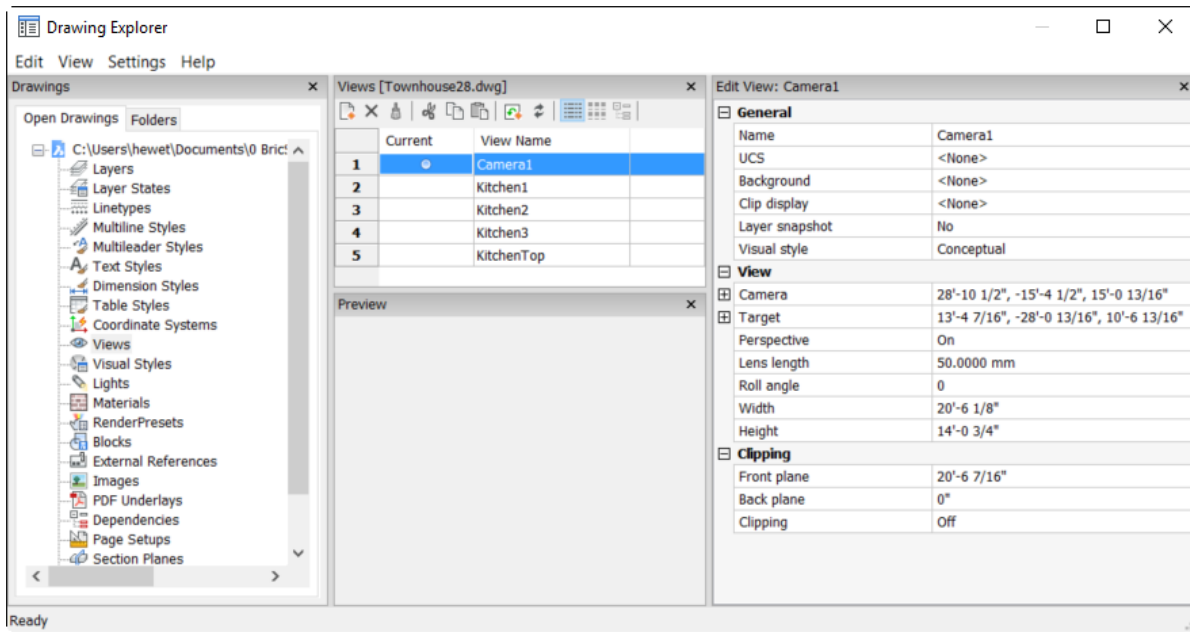 Drawing Explorer
Edit View Settings Help
Drawings
Open Drawings Folders
C:\Users\hewet\Documents\0 Bric
Layers
Layer States
Linetypes
Multiline Styles
Multileader Styles
Text Styles
Dimension Styles
Table Styles
Coordinate Systems
Views
Visual Styles
Lights
Materials
RenderPresets
Blocks
External References
Images
PDF Underlays
Dependencies
Page Setups
Section Planes
Views [Townhouse28.dwg]
Current View Name
1 Camera1
2 Kitchen1
3 Kitchen2
4 Kitchen3
5 KitchenTop
Preview
Edit View: Camera1
General
Name Camera1
UCS <None>
Background <None>
Clip display <None>
Layer snapshot No
Visual style Conceptual
View
Camera 28'-10 1/2", -15'-4 1/2", 15'-0 13/16"
Target 13'-4 7/16", -28'-0 13/16", 10'-6 13/16"
Perspective On
Lens length 50.0000 mm
Roll angle 0
Width 20'-6 1/8"
Height 14'-0 3/4"
Clipping
Front plane 20'-6 7/16"
Back plane 0"
Clipping Off
Ready